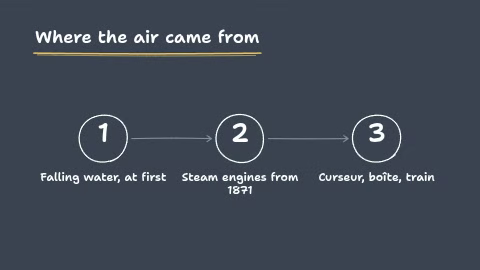 Where the air came from
1
2
3
Falling water, at first
Steam engines from
1871
Curseur, boîte, train